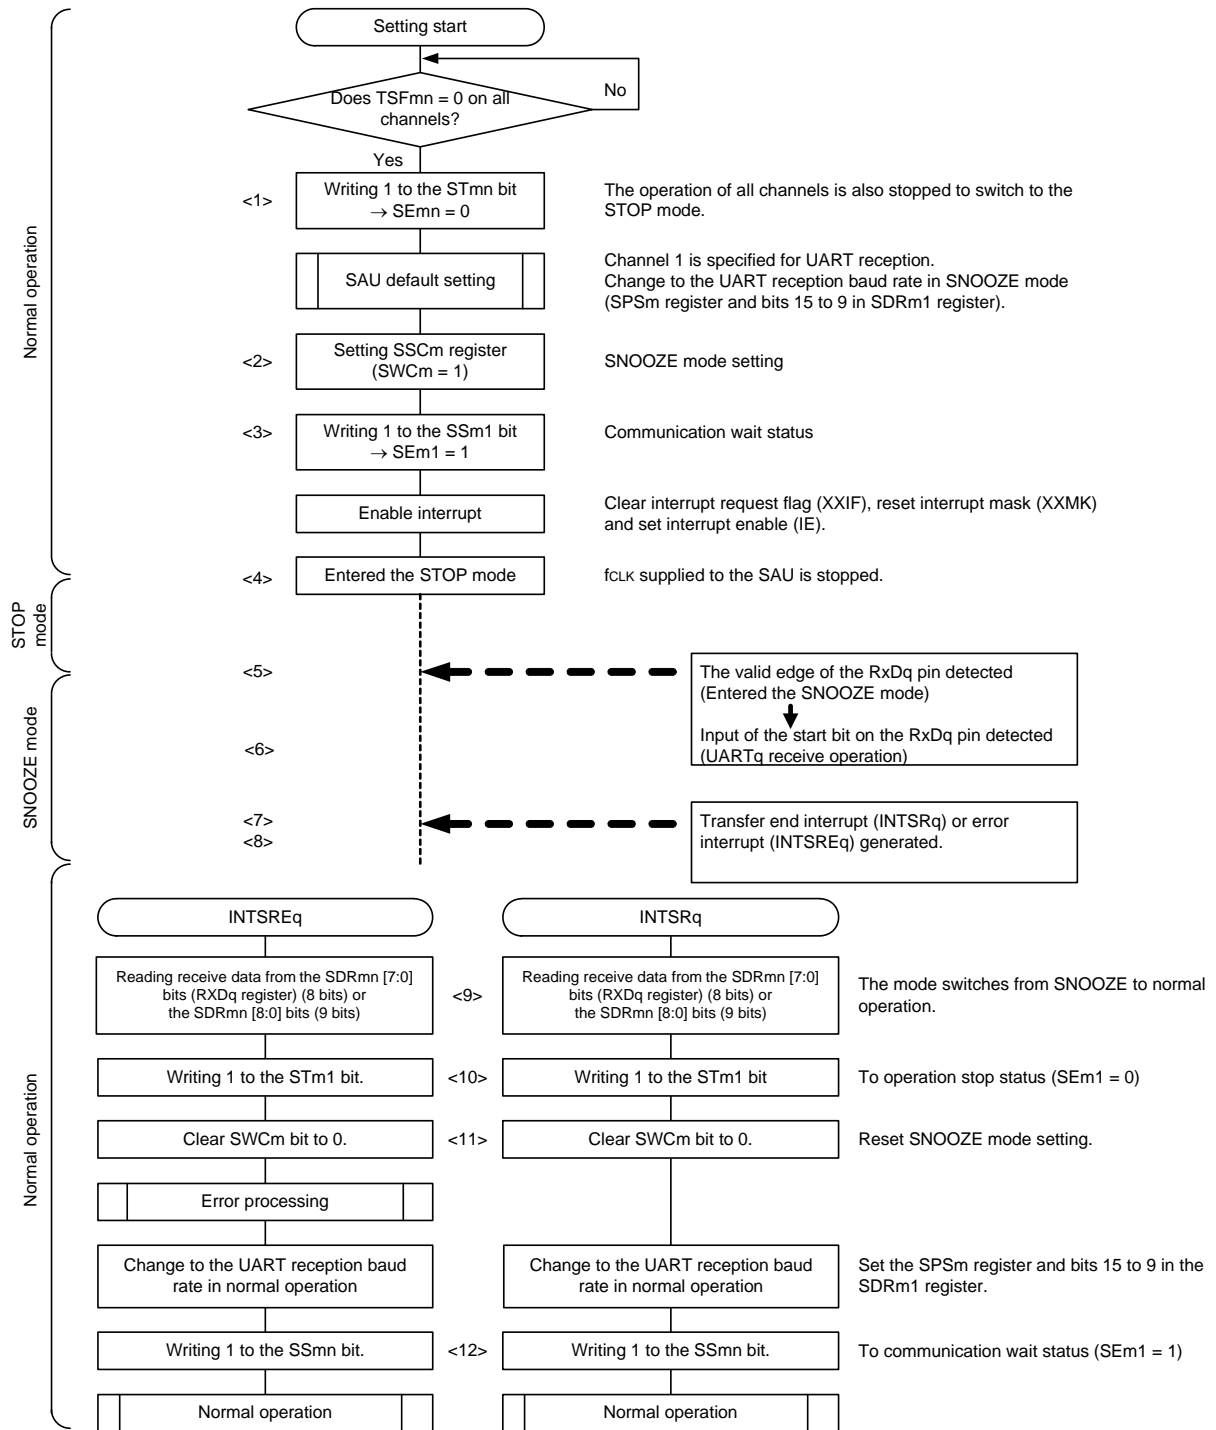 Setting start
No
Does TSFmn = 0 on all
channels?
Yes
<1>
Writing 1 to the STmn bit
→ SEmn = 0
The operation of all channels is also stopped to switch to the
STOP mode.
Normal operation
SAU default setting
Channel 1 is specified for UART reception.
Change to the UART reception baud rate in SNOOZE mode
(SPSm register and bits 15 to 9 in SDRm1 register).
<2>
Setting SSCm register
(SWCm = 1)
SNOOZE mode setting
<3>
Writing 1 to the SSm1 bit
→ SEm1 = 1
Communication wait status
Enable interrupt
Clear interrupt request flag (XXIF), reset interrupt mask (XXMK)
and set interrupt enable (IE).
<4>
Entered the STOP mode
fCLK supplied to the SAU is stopped.
STOP
mode
<5>
The valid edge of the RxDq pin detected
(Entered the SNOOZE mode)
SNOOZE mode
<6>
Input of the start bit on the RxDq pin detected
(UARTq receive operation)
<7>
<8>
Transfer end interrupt (INTSRq) or error
interrupt (INTSREq) generated.
INTSREq
INTSRq
Reading receive data from the SDRmn [7:0]
bits (RXDq register) (8 bits) or
the SDRmn [8:0] bits (9 bits)
<9>
Reading receive data from the SDRmn [7:0]
bits (RXDq register) (8 bits) or
the SDRmn [8:0] bits (9 bits)
The mode switches from SNOOZE to normal
operation.
Normal operation
Writing 1 to the STm1 bit.
<10>
Writing 1 to the STm1 bit
To operation stop status (SEm1 = 0)
Clear SWCm bit to 0.
<11>
Clear SWCm bit to 0.
Reset SNOOZE mode setting.
Error processing
Change to the UART reception baud
rate in normal operation
Change to the UART reception baud
rate in normal operation
Set the SPSm register and bits 15 to 9 in the
SDRm1 register.
Writing 1 to the SSmn bit.
<12>
Writing 1 to the SSmn bit.
To communication wait status (SEm1 = 1)
Normal operation
Normal operation